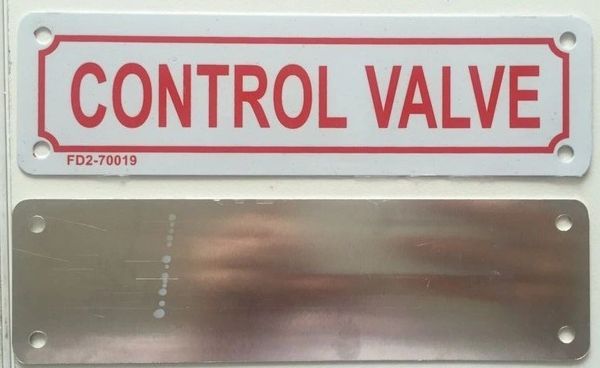 CONTROL VALVE
FD2-70019